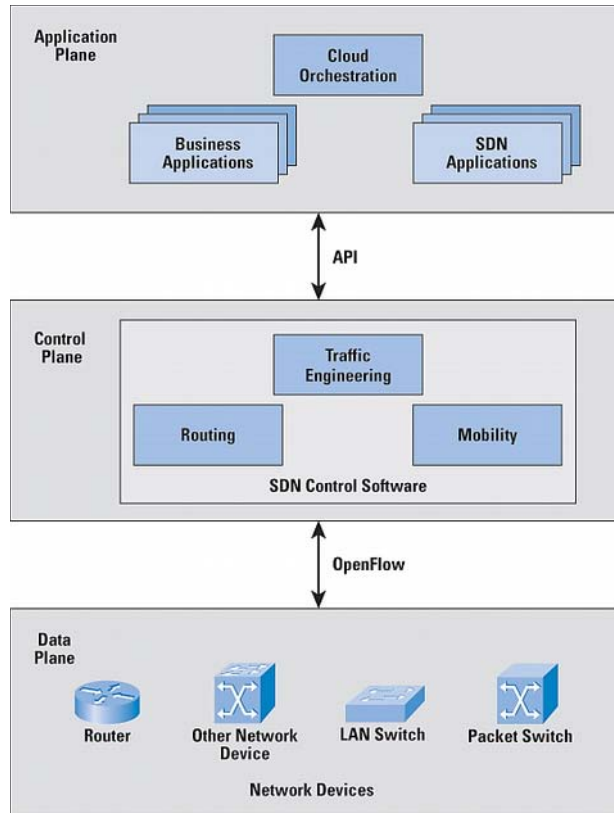 Application
Plane
Cloud
Orchestration
Business
Applications
SDN
Applications
API
Control
Plane
Traffic
Engineering
Routing
Mobility
SDN Control Software
OpenFlow
Data
Plane
Router
Other Network
Device
LAN Switch
Packet Switch
Network Devices